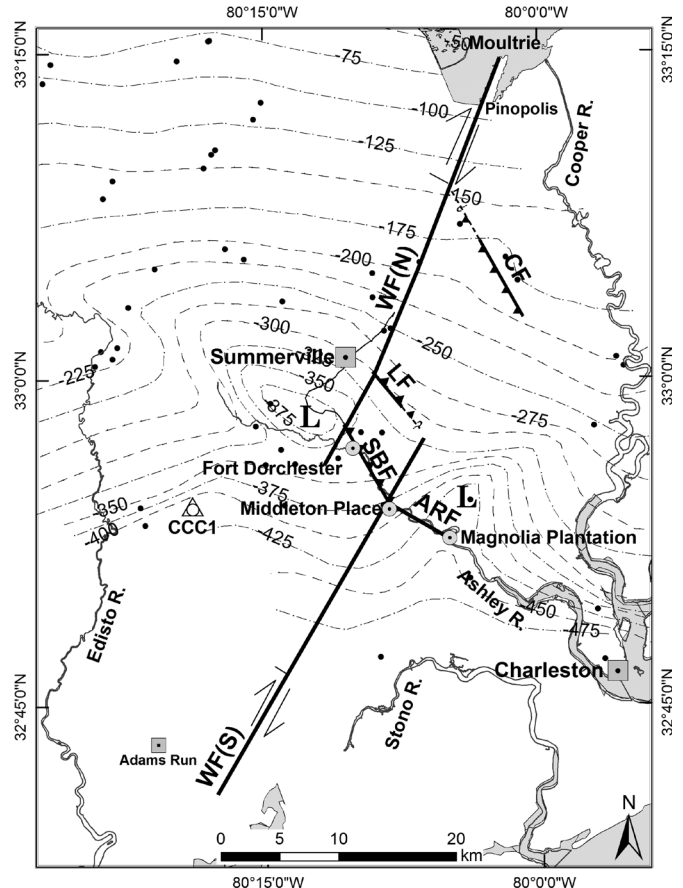 80°15'0"W
80°0'0"W
33°15'0"N
33°15'0"N
-50
Moultrie
-75
Pinopolis
-100
Cooper R.
-125
-150
-175
-200
CF
WF(N)
-300
-250
Summerville
-350
LF
33°0'0"N
33°0'0"N
-225
-375
L
-275
SBF
Fort Dorchester
-375
L
-350
Middleton Place
ARF
-400
CCC1
-425
Magnolia Plantation
Ashley R.
-450
-475
Edisto R.
Charleston
Stono R.
32°45'0"N
32°45'0"N
WF(S)
Adams Run
N
0 5 10 20
km
80°15'0"W
80°0'0"W